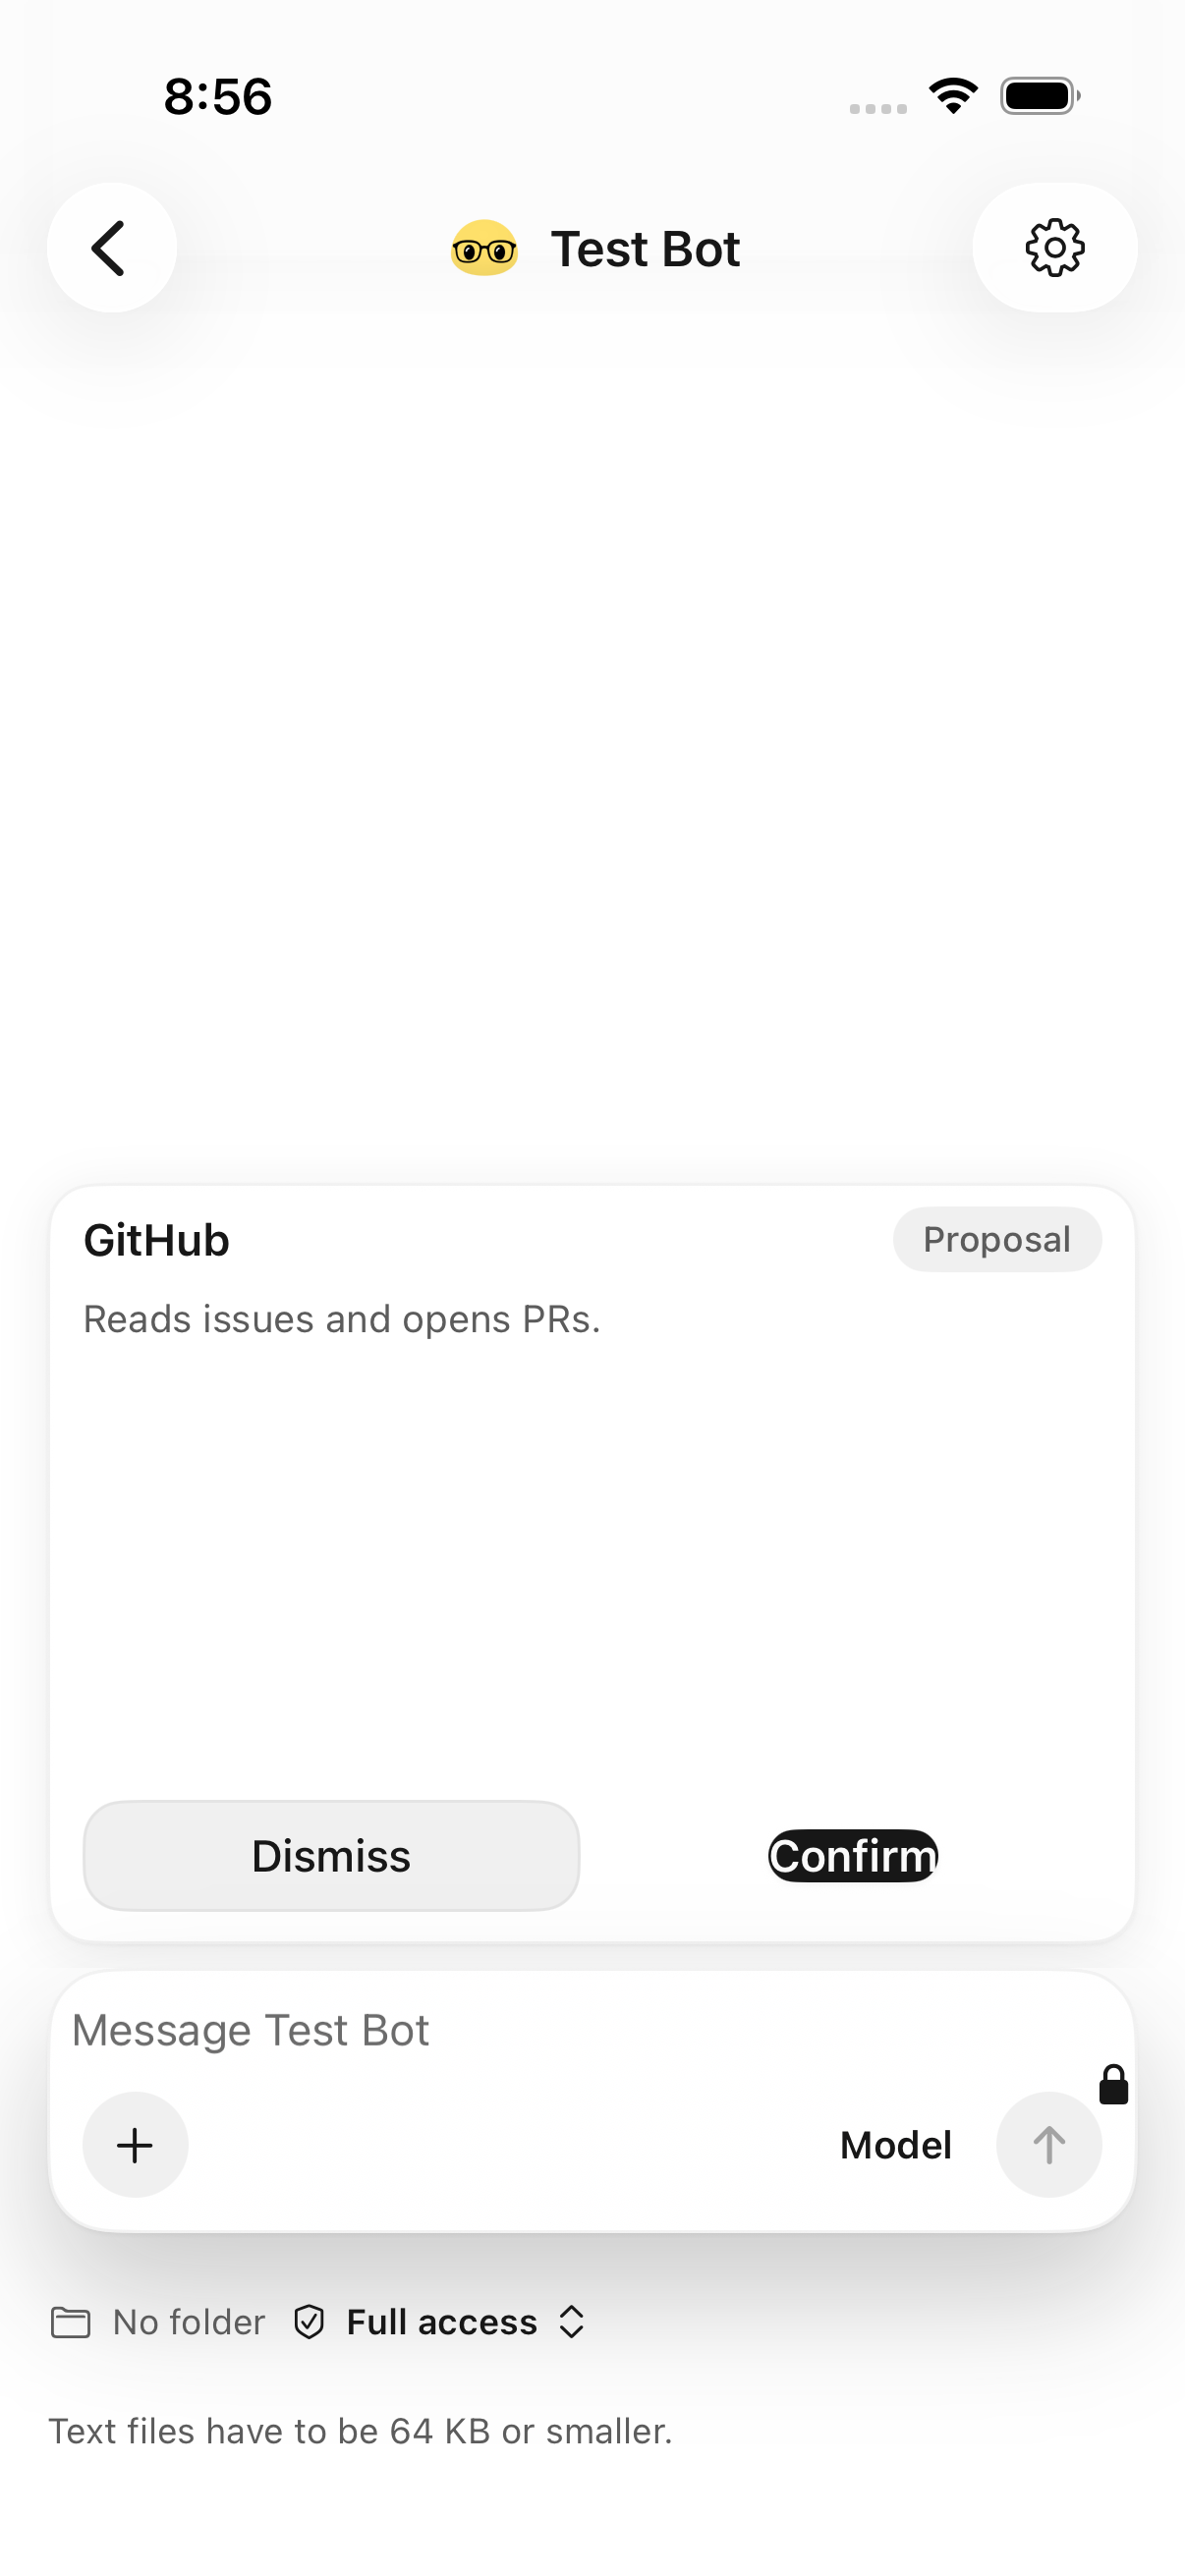 8:56
Test Bot
GitHub
Proposal
Reads issues and opens PRs.
Dismiss
Confirm
Message Test Bot
Model
No folder
Full access
Text files have to be 64 KB or smaller.